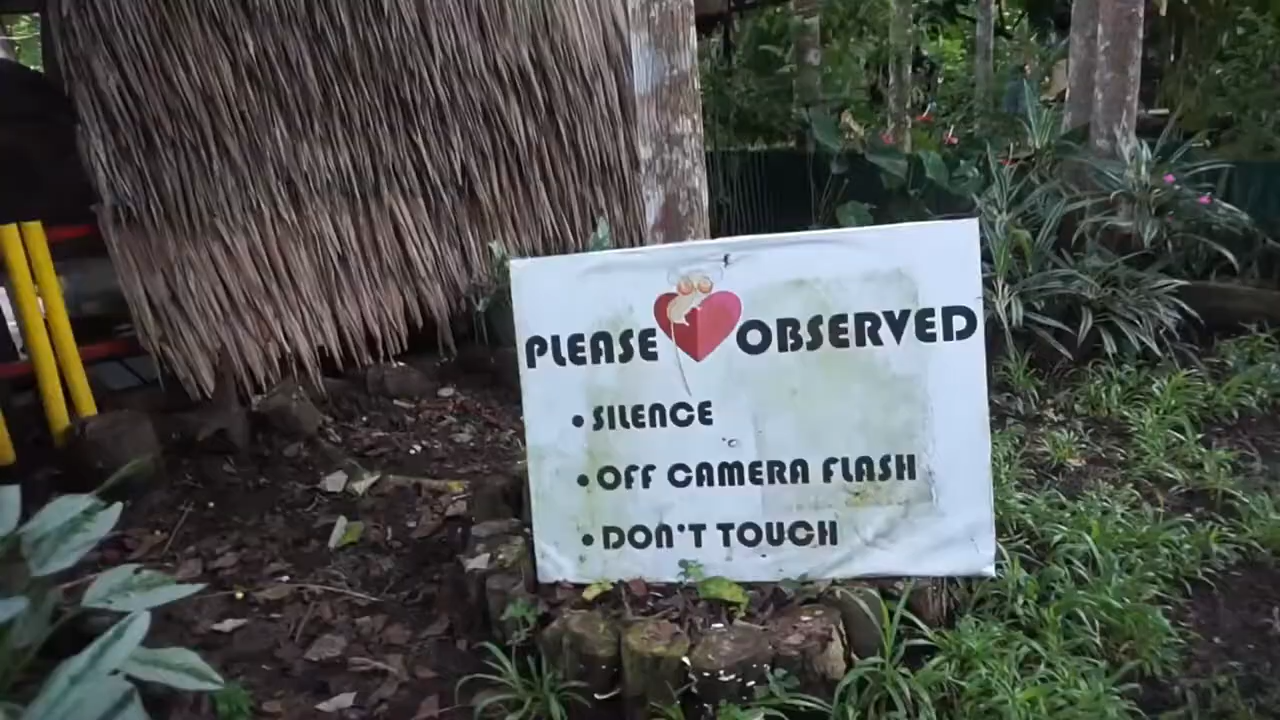 PLEASE OBSERVED
• SILENCE
• OFF CAMERA FLASH
• DON'T TOUCH